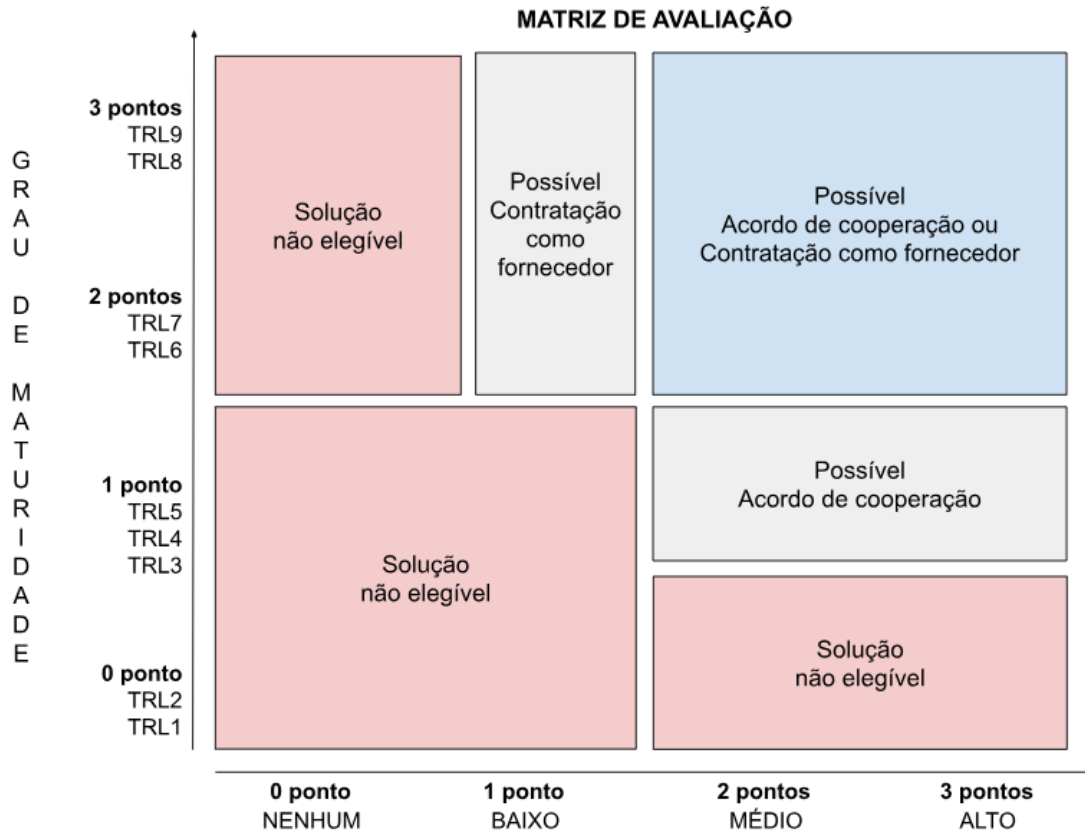 MATRIZ DE AVALIAÇÃO
GRAU DE MATURIDADE
3 pontos
TRL9
TRL8
2 pontos
TRL7
TRL6
1 ponto
TRL5
TRL4
TRL3
0 ponto
TRL2
TRL1
Solução
não elegível
Possível
Contratação
como
fornecedor
Possível
Acordo de cooperação ou
Contratação como fornecedor
Solução
não elegível
Possível
Acordo de cooperação
Solução
não elegível
0 ponto
NENHUM
1 ponto
BAIXO
2 pontos
MÉDIO
3 pontos
ALTO